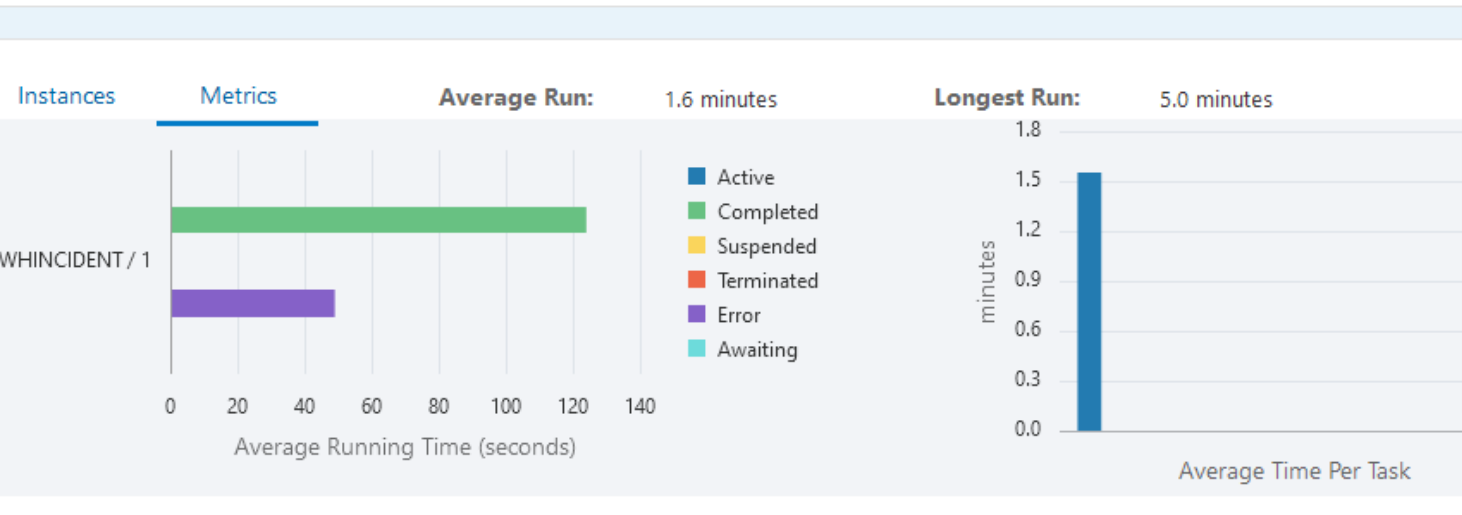 Instances Metrics Average Run: 1.6 minutes Longest Run: 5.0 minutes
WHINCIDENT / 1
0 20 40 60 80 100 120 140
Average Running Time (seconds)
Active
Completed
Suspended
Terminated
Error
Awaiting
minutes
1.8
1.5
1.2
0.9
0.6
0.3
0.0
Average Time Per Task